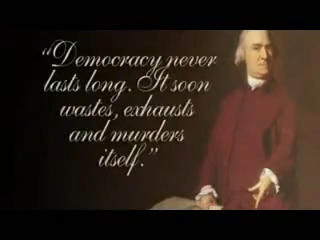 “Democracy never
lasts long. It soon
wastes, exhausts
and murders
itself.”